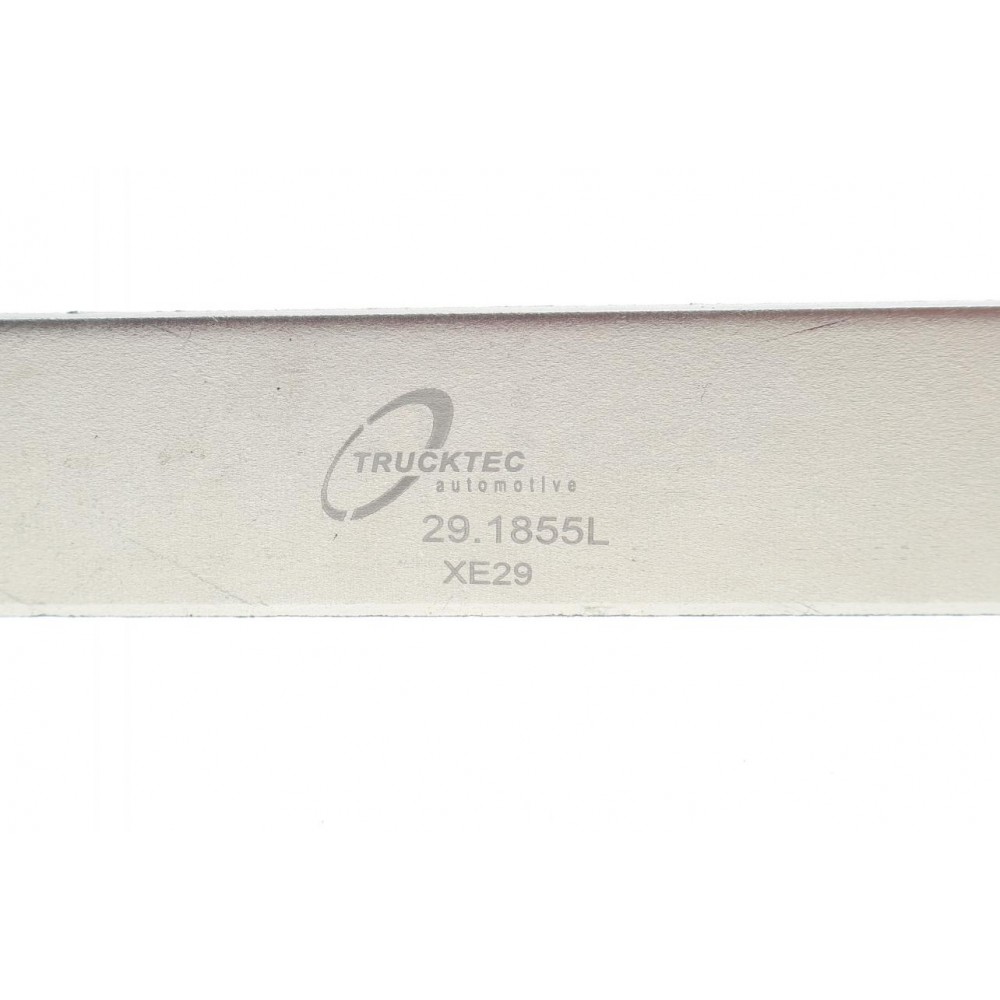 TRUCKTEC
automotive
29.1855L
XE29